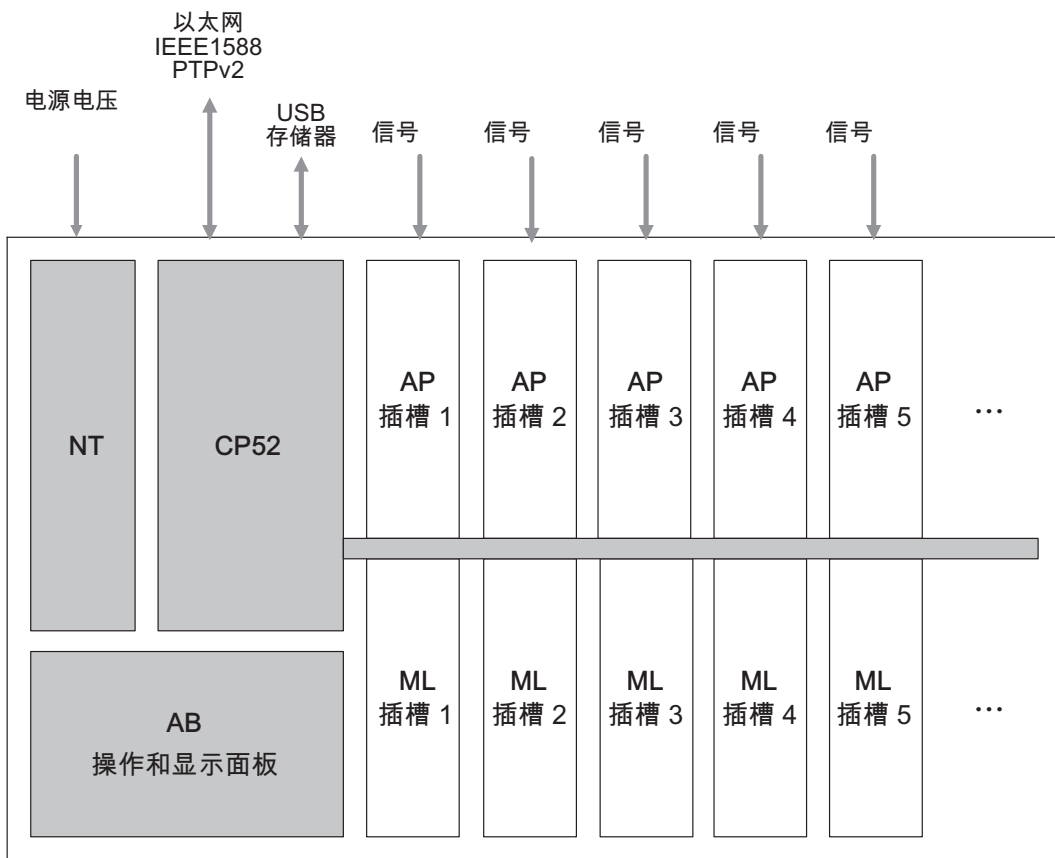 以太网
IEEE1588
PTPv2
电源电压
USB
存储器
信号
信号
信号
信号
信号
NT
CP52
AP
插槽 1
AP
插槽 2
AP
插槽 3
AP
插槽 4
AP
插槽 5
...
AB
操作和显示面板
ML
插槽 1
ML
插槽 2
ML
插槽 3
ML
插槽 4
ML
插槽 5
...